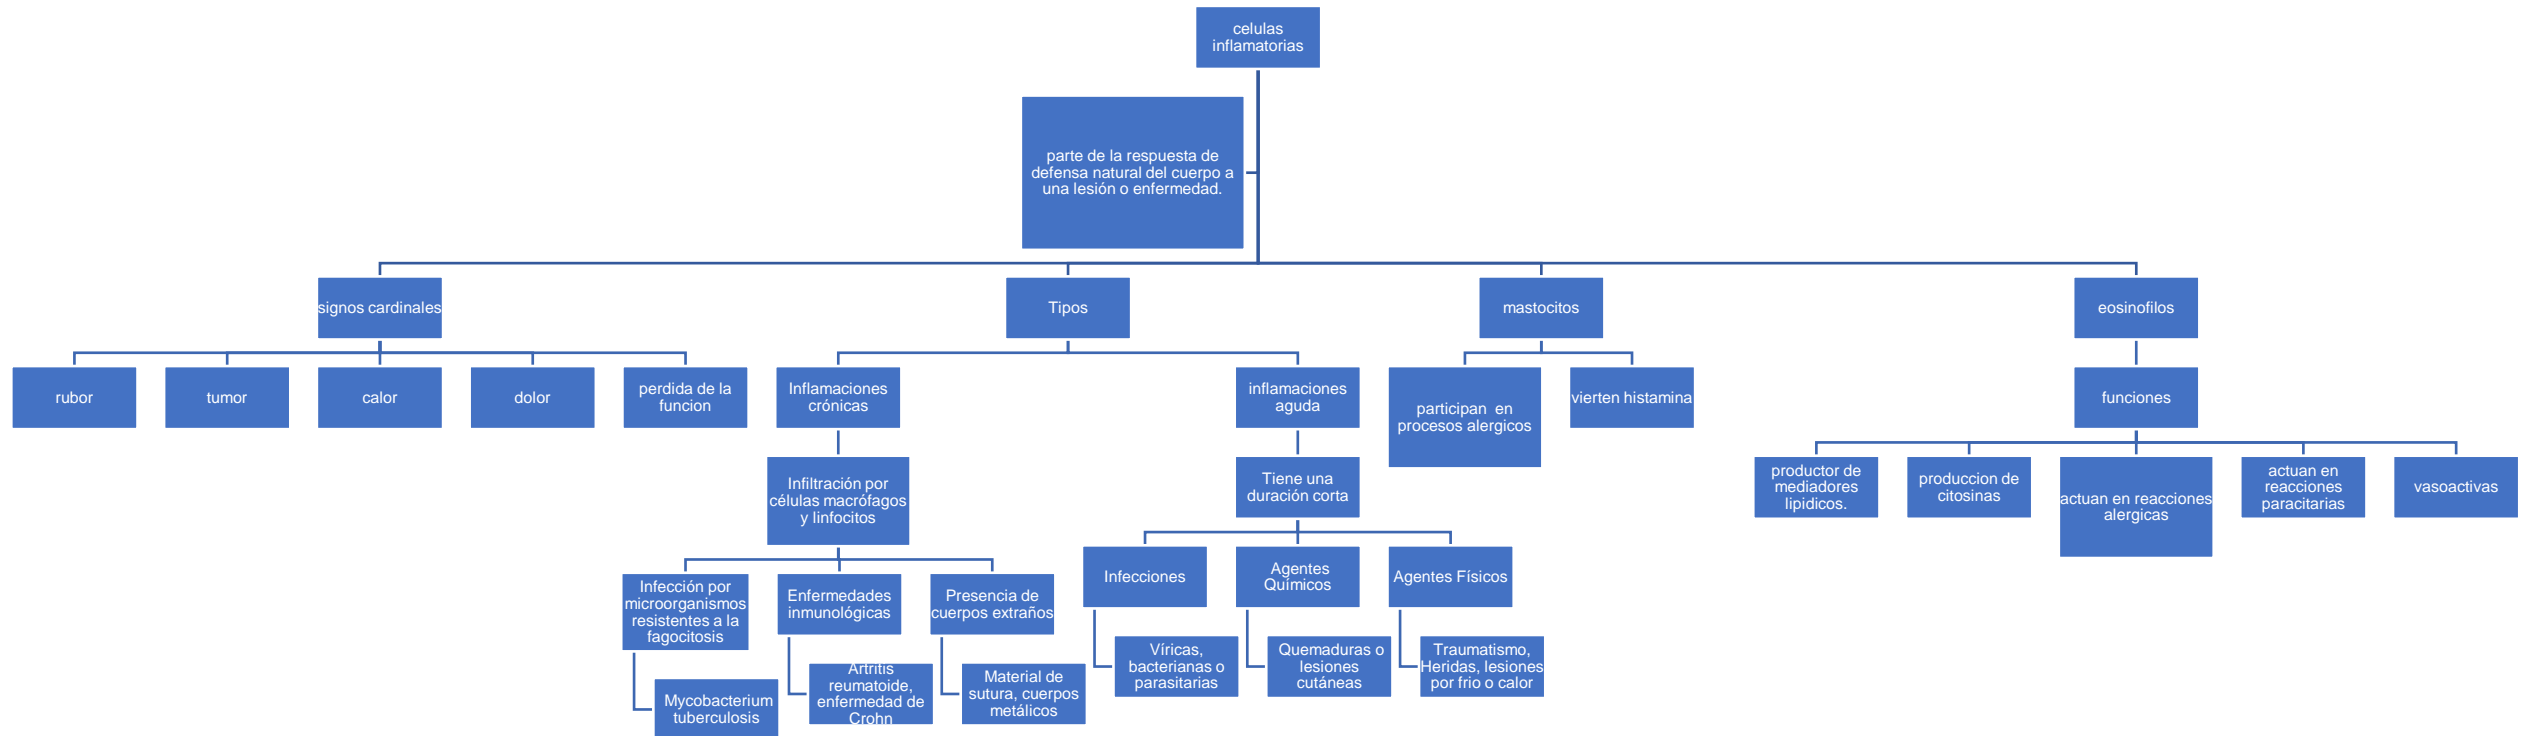 celulas
inflamatorias
parte de la respuesta de
defensa natural del cuerpo a
una lesión o enfermedad.
signos cardinales
Tipos
mastocitos
eosinofilos
rubor
tumor
calor
dolor
perdida de la
funcion
Inflamaciones
crónicas
inflamaciones
aguda
participan en
procesos alergicos
vierten histamina
funciones
Infiltración por
células macrófagos
y linfocitos
Tiene una
duración corta
productor de
mediadores
lipidicos.
produccion de
citosinas
actuan en reacciones
alergicas
actuan en
reacciones
paracitarias
vasoactivas
Infección por
microorganismos
resistentes a la
fagocitosis
Enfermedades
inmunológicas
Presencia de
cuerpos extraños
Infecciones
Agentes
Químicos
Agentes Físicos
Mycobacterium
tuberculosis
Artritis
reumatoide,
enfermedad de
Crohn
Material de
sutura, cuerpos
metálicos
Víricas,
bacterianas o
parasitarias
Quemaduras o
lesiones
cutáneas
Traumatismo,
Heridas, lesiones
por frio o calor